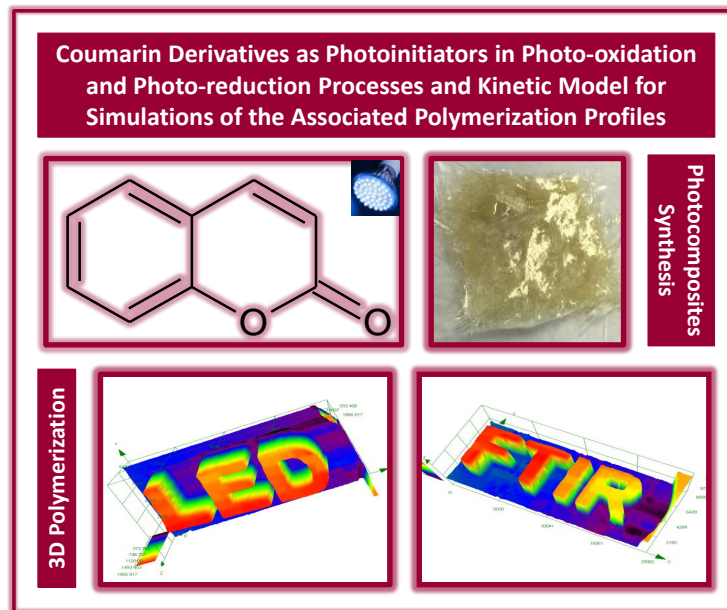 Coumarin Derivatives as Photoinitiators in Photo-oxidation
and Photo-reduction Processes and Kinetic Model for
Simulations of the Associated Polymerization Profiles
O
O
Photocomposites
Synthesis
3D Polymerization
LED
FTIR